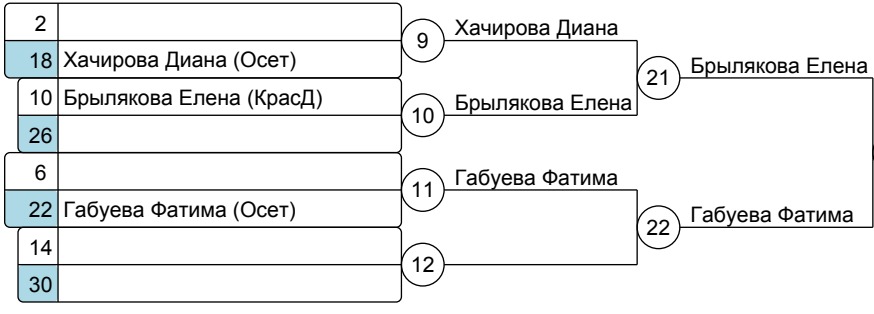 2
18 Хачирова Диана (Осет)
10 Брылякова Елена (КрасД)
26
6
22 Габуева Фатима (Осет)
14
30
9 Хачирова Диана
10 Брылякова Елена
11 Габуева Фатима
12
21 Брылякова Елена
22 Габуева Фатима